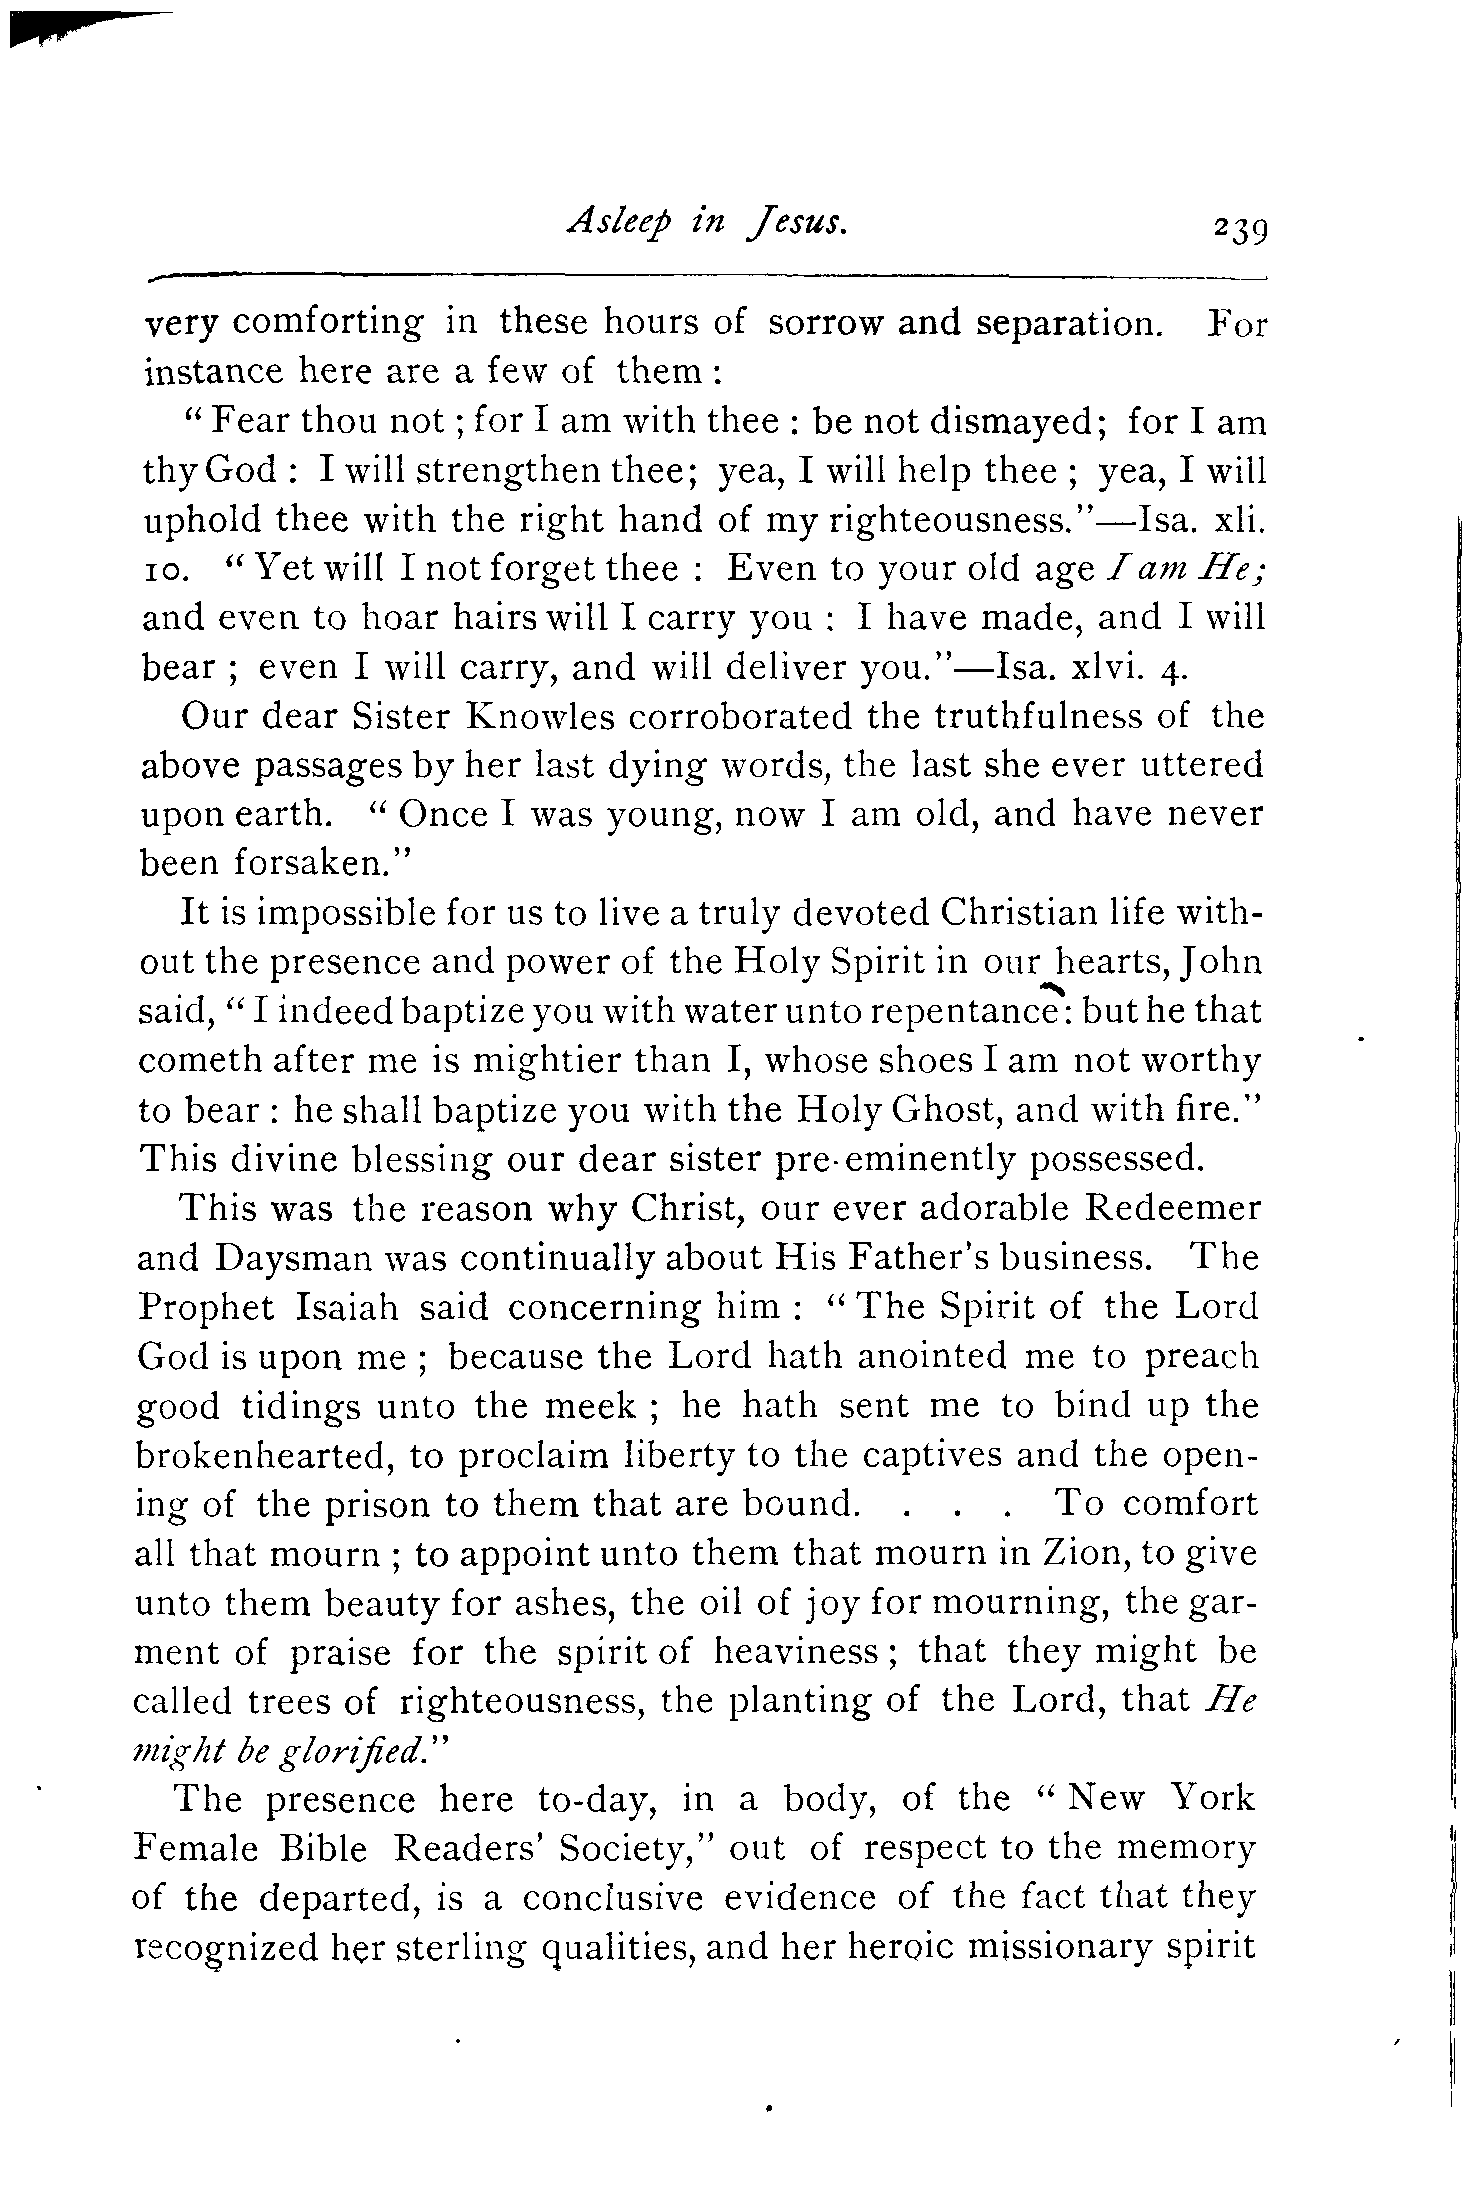 Asleep in Jesus. 239
very comforting in these hours of sorrow and separation. For
instance here are a few of them :
" Fear thou not ; for I am with thee : be not dismayed; for I am
thy God : I will strengthen thee; yea, I will help thee ; yea, I will
uphold thee with the right hand of my righteousness."—Isa. xli.
10. " Yet will I not forget thee : Even to your old age I am He;
and even to hoar hairs will I carry you : I have made, and I will
bear ; even I will carry, and will deliver you."—Isa. xlvi. 4.
Our dear Sister Knowles corroborated the truthfulness of the
above passages by her last dying words, the last she ever uttered
upon earth. " Once I was young, now I am old, and have never
been forsaken."
It is impossible for us to live a truly devoted Christian life with-
out the presence and power of the Holy Spirit in our hearts, John
said, " I indeed baptize you with water unto repentance : but he that
cometh after me is mightier than I, whose shoes I am not worthy
to bear : he shall baptize you with the Holy Ghost, and with fire."
This divine blessing our dear sister pre-eminently possessed.
This was the reason why Christ, our ever adorable Redeemer
and Daysman was continually about His Father's business. The
Prophet Isaiah said concerning him : " The Spirit of the Lord
God is upon me ; because the Lord hath anointed me to preach
good tidings unto the meek ; he hath sent me to bind up the
brokenhearted, to proclaim liberty to the captives and the open-
ing of the prison to them that are bound. . . . To comfort
all that mourn ; to appoint unto them that mourn in Zion, to give
unto them beauty for ashes, the oil of joy for mourning, the gar-
ment of praise for the spirit of heaviness ; that they might be
called trees of righteousness, the planting of the Lord, that He
might be glorified."
The presence here to-day, in a body, of the " New York
Female Bible Readers' Society," out of respect to the memory
of the departed, is a conclusive evidence of the fact that they
recognized her sterling qualities, and her heroic missionary spirit